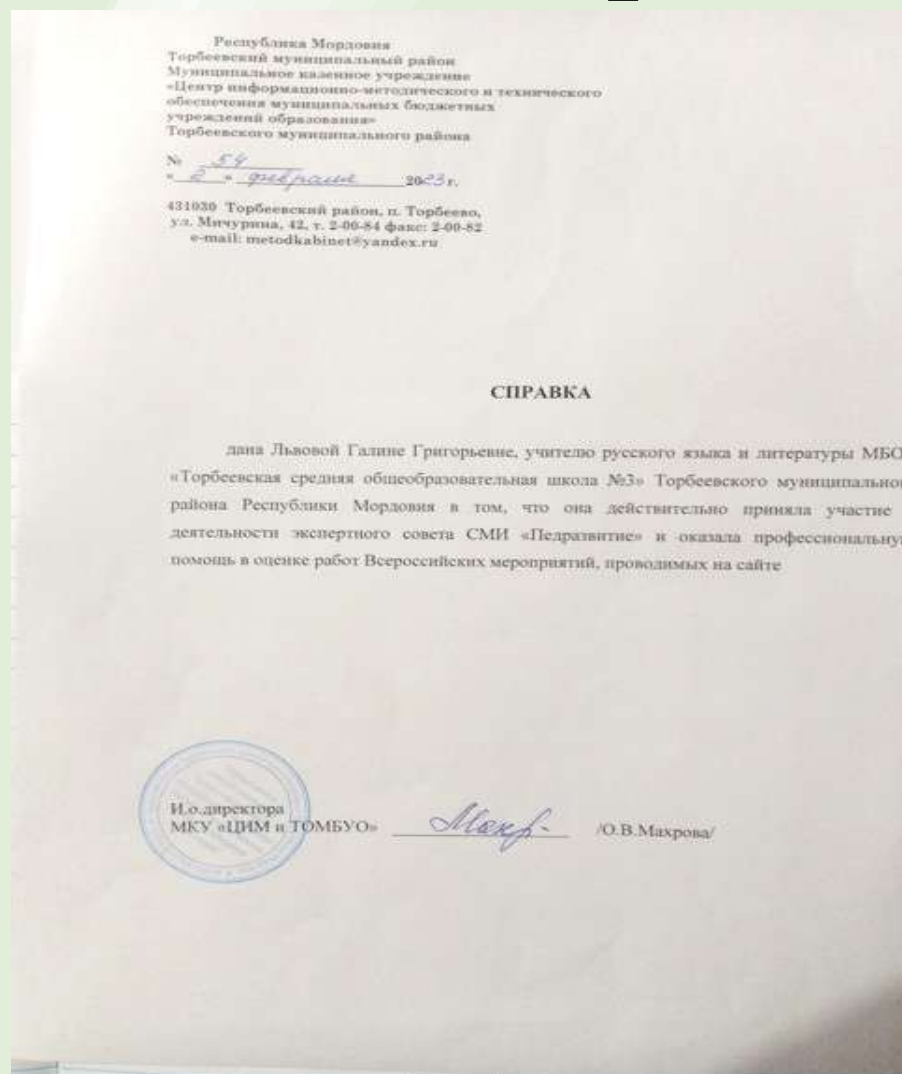 Республика Мордовия
Торбеевский муниципальный район
Муниципальное казенное учреждение
«Центр информационно-методического и технического
обеспечения муниципальных бюджетных
учреждений образования»
Торбеевского муниципального района
№ 54
« 2 » февраля 2023 г.
431030 Торбеевский район, п. Торбеево,
ул. Мичурина, 42, т. 2-00-84 факс: 2-00-82
e-mail: metodkabinet@yandex.ru
СПРАВКА
дана Львовой Галине Григорьевне, учителю русского языка и литературы МБО
«Торбеевская средняя общеобразовательная школа №3» Торбеевского муниципально
района Республики Мордовия в том, что она действительно приняла участие
деятельности экспертного совета СМИ «Педразвитие» и оказала профессиональну
помощь в оценке работ Всероссийских мероприятий, проводимых на сайте
И.о.директора
МКУ «ЦИМ и ТОМБУО» /О.В.Махрова/